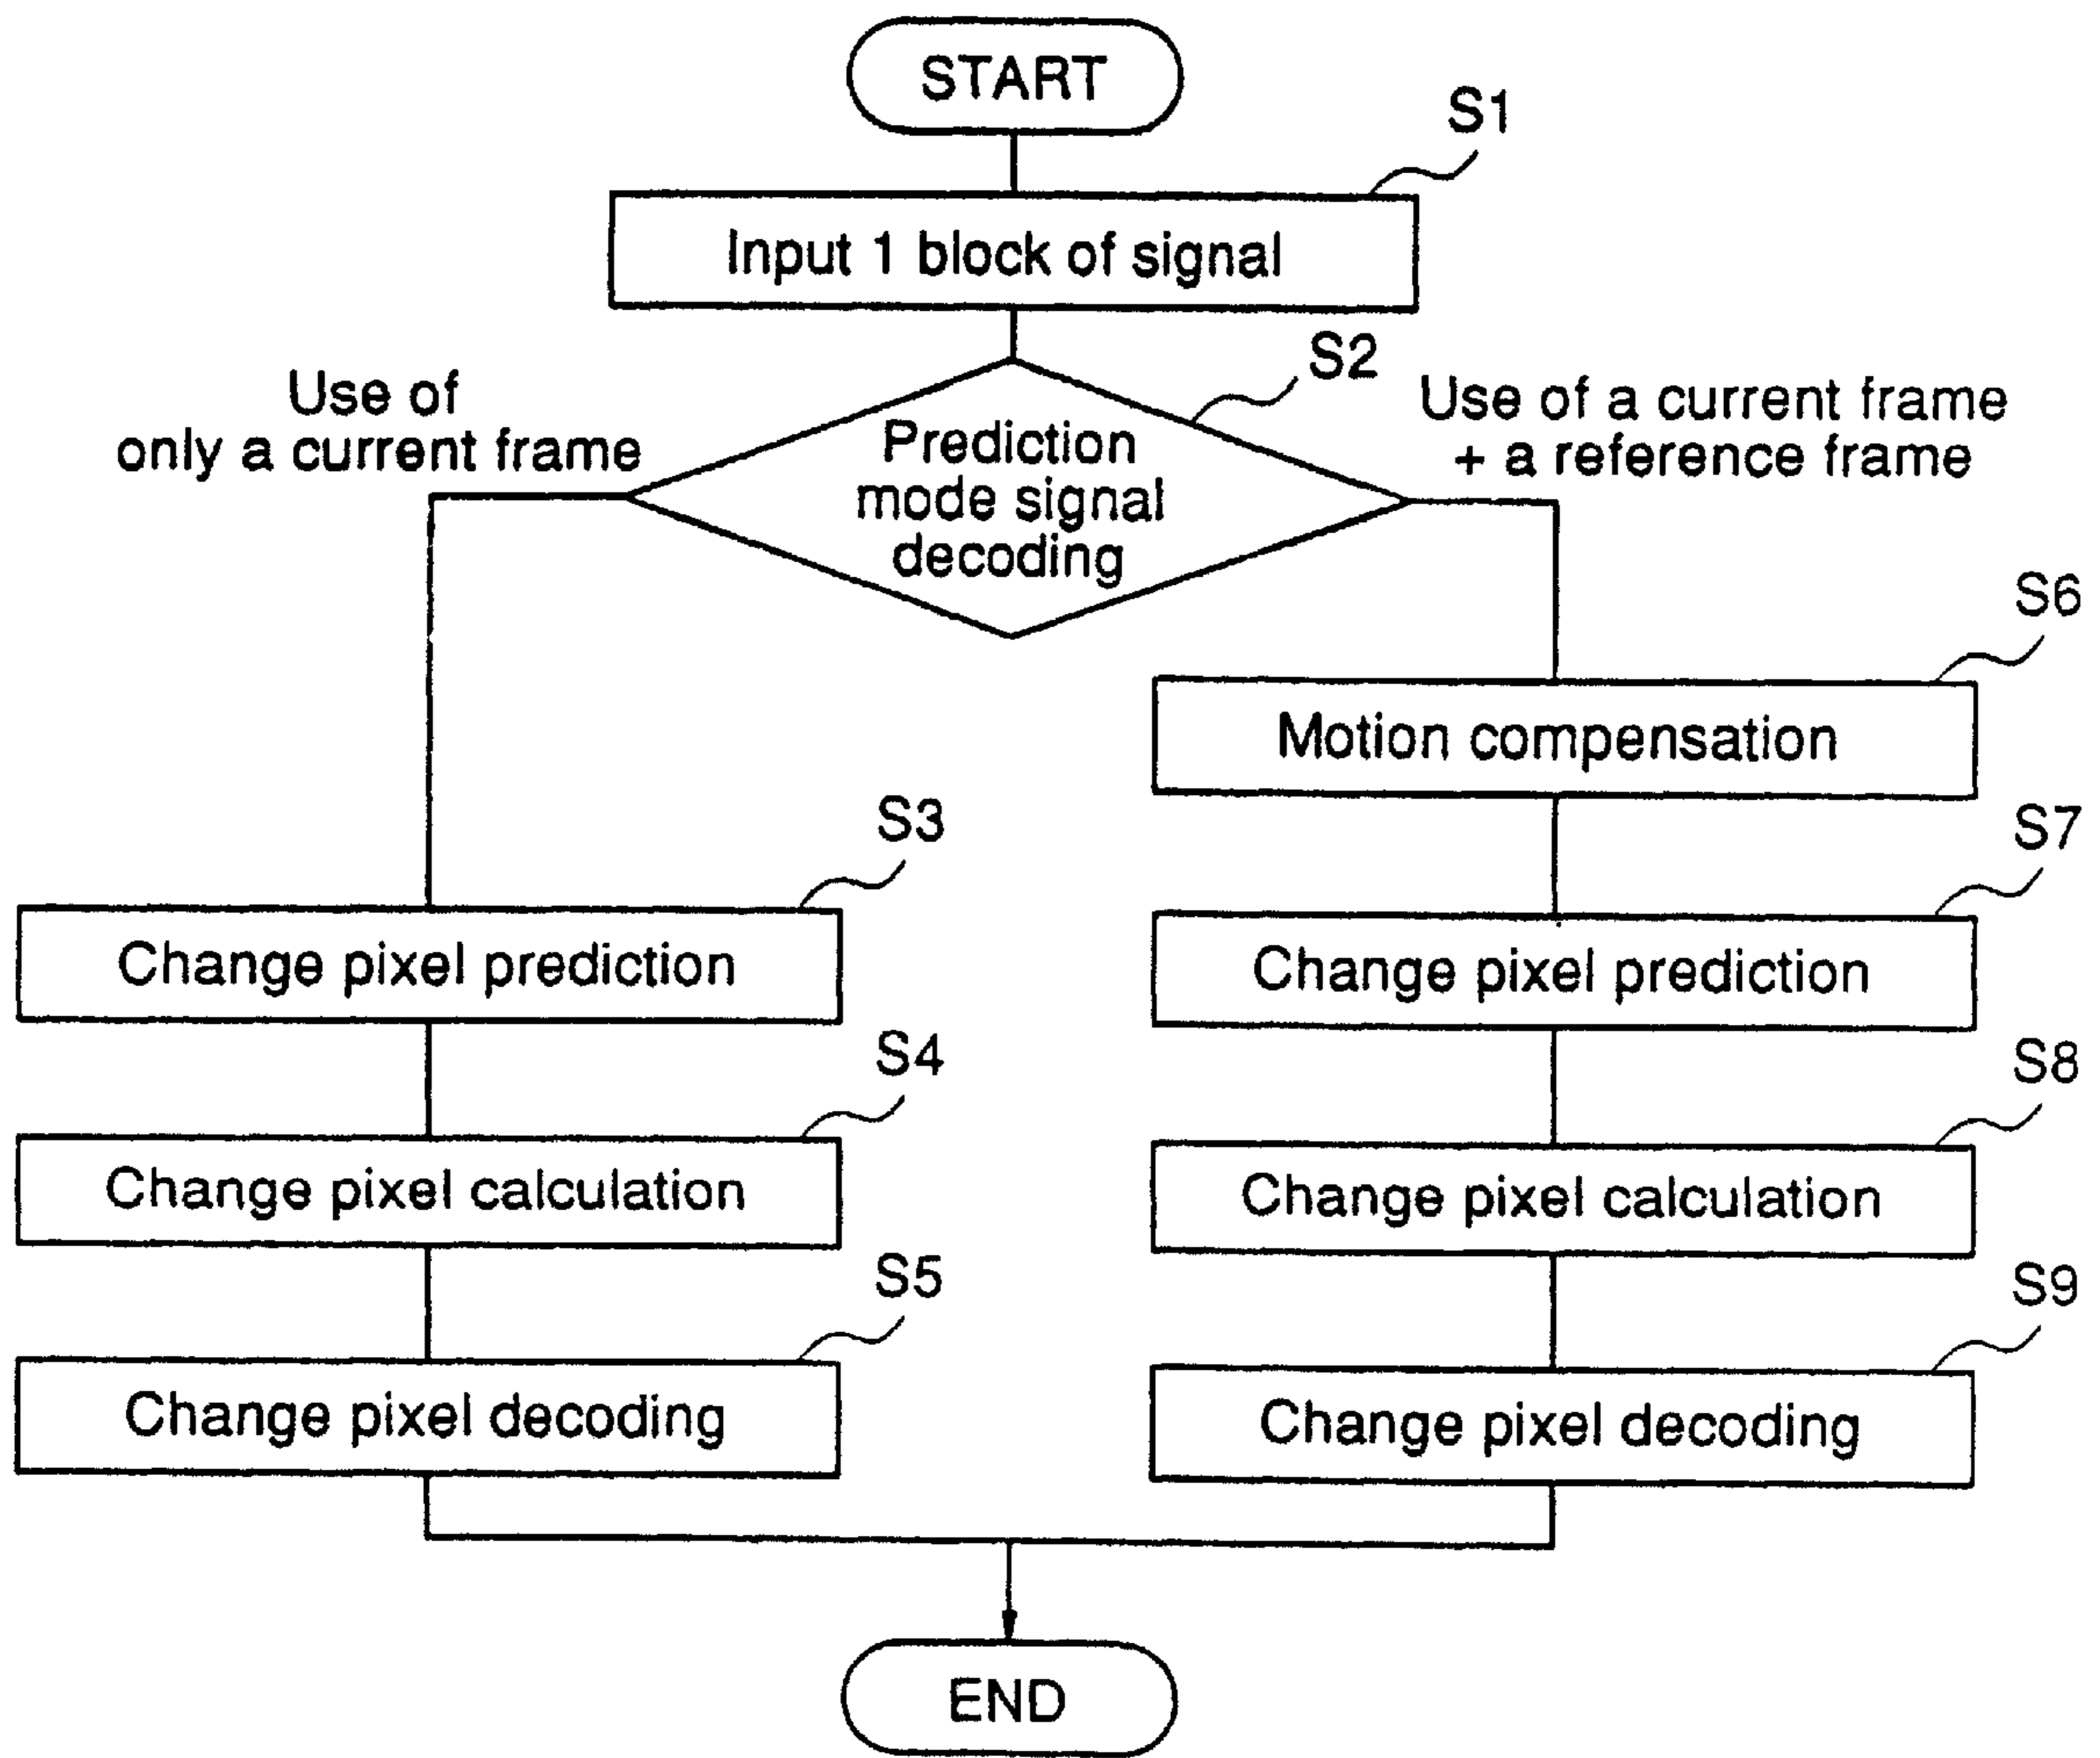 START
S1
Input 1 block of signal
S2
Use of
only a current frame
Prediction
mode signal
decoding
Use of a current frame
+ a reference frame
S6
Motion compensation
S3
Change pixel prediction
S7
Change pixel prediction
S4
Change pixel calculation
S8
Change pixel calculation
S5
Change pixel decoding
S9
Change pixel decoding
END